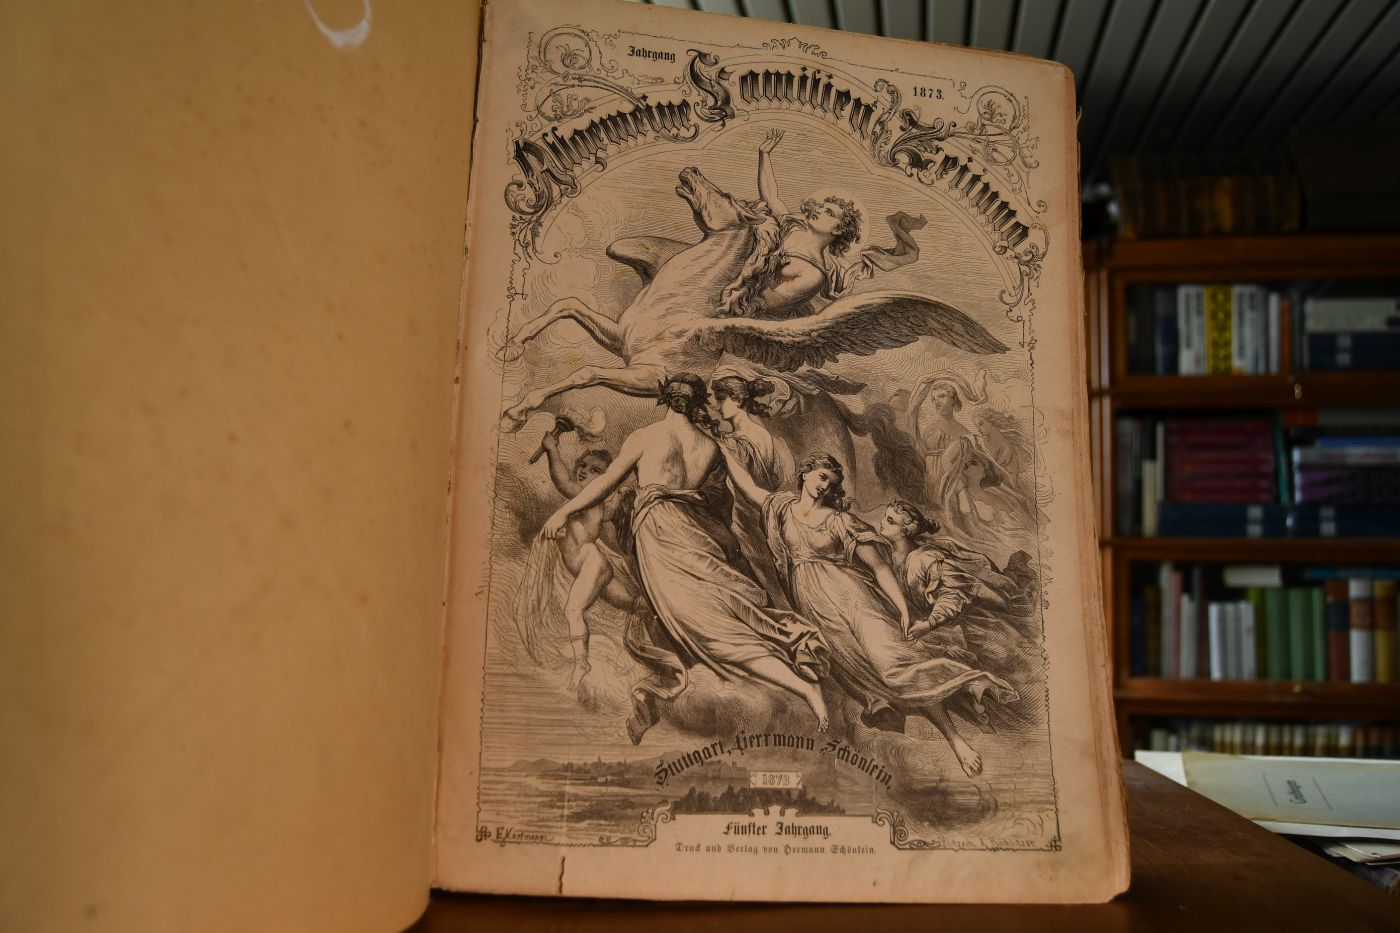 Jahrgang 1873.
Allgemeine Familien Zeitung
Stuttgart, Herrmann Schönlein.
1873
Fünfter Jahrgang.
Druck und Verlag von Hermann Schönlein.